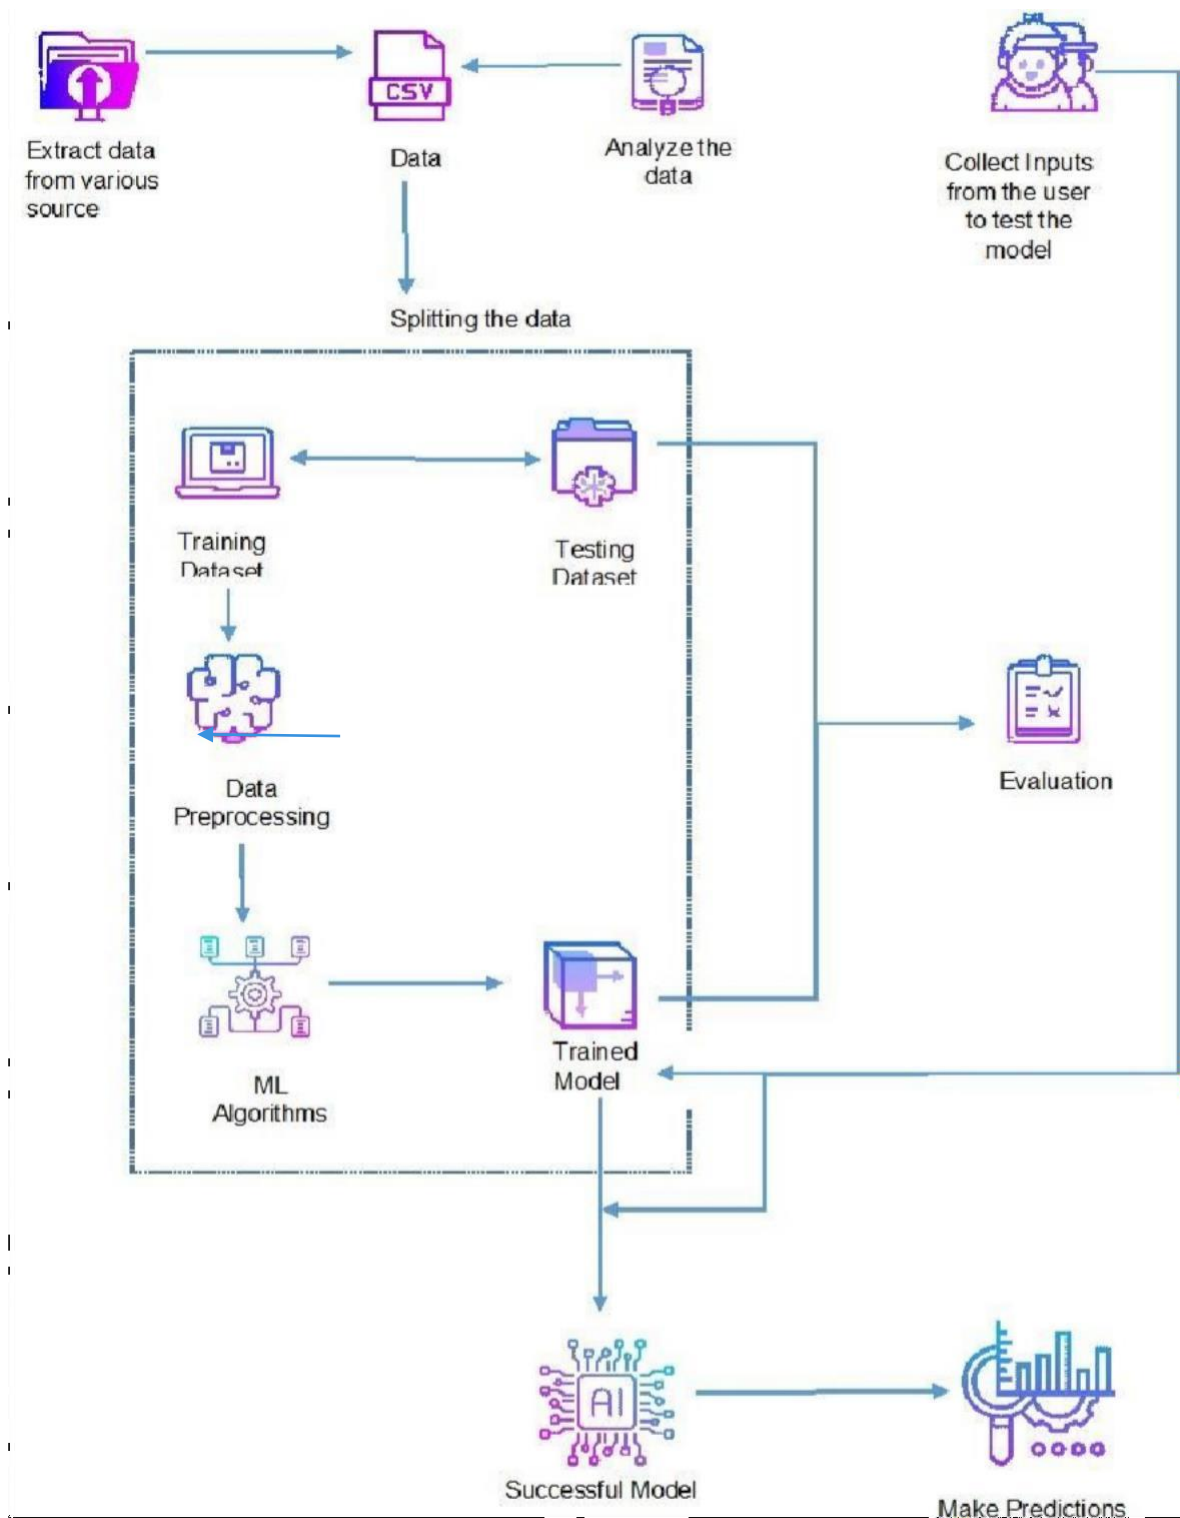 CSV
Extract data
from various
source
Data
Analyze the
data
Collect Inputs
from the user
to test the
model
Splitting the data
Training
Dataset
Testing
Dataset
Data
Preprocessing
Evaluation
ML
Algorithms
Trained
Model
AI
Successful Model
Make Predictions